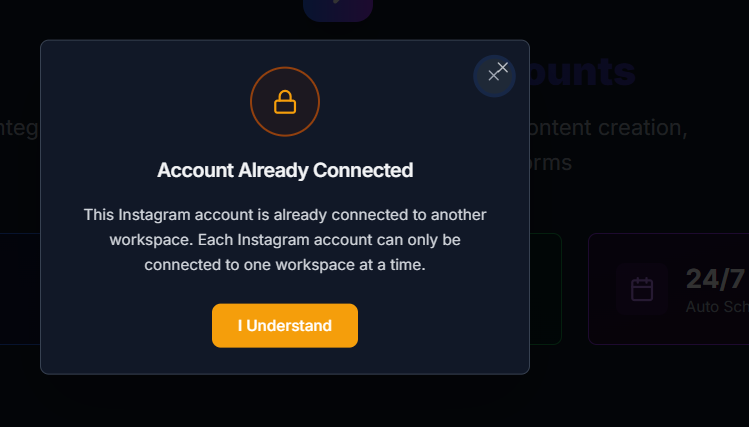 ounts
nteg
ontent creation,
orms
Account Already Connected
This Instagram account is already connected to another
workspace. Each Instagram account can only be
connected to one workspace at a time.
24/7
Auto Sch
I Understand